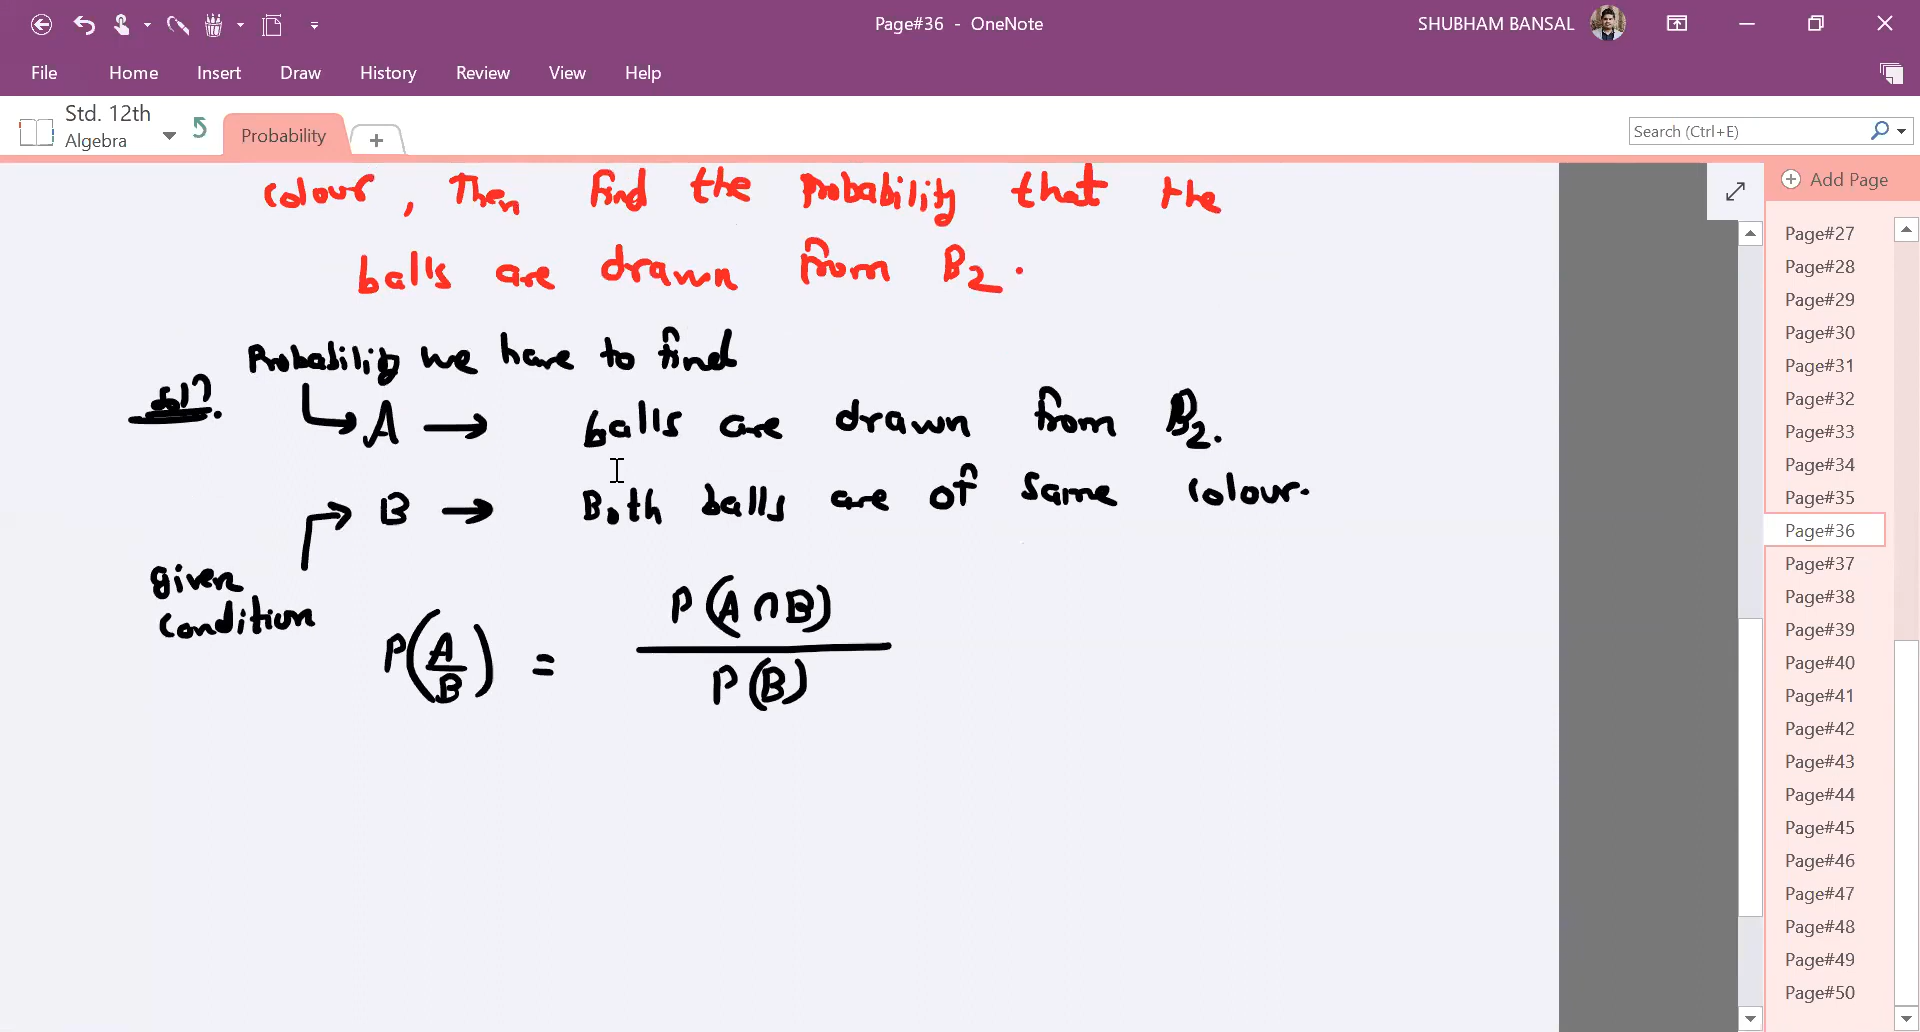 Page#36 - OneNote
SHUBHAM BANSAL
File Home Insert Draw History Review View Help
Std. 12th
Algebra
Probability
+
Search (Ctrl+E)
Add Page
colour, Then find the Probability that the
balls are drawn from B2.
Probability we have to find
Sol?.
A → balls are drawn from B2.
B → Both balls are of same colour.
given
condition
P(A/B) = P(A∩B)/P(B)
Page#27
Page#28
Page#29
Page#30
Page#31
Page#32
Page#33
Page#34
Page#35
Page#36
Page#37
Page#38
Page#39
Page#40
Page#41
Page#42
Page#43
Page#44
Page#45
Page#46
Page#47
Page#48
Page#49
Page#50